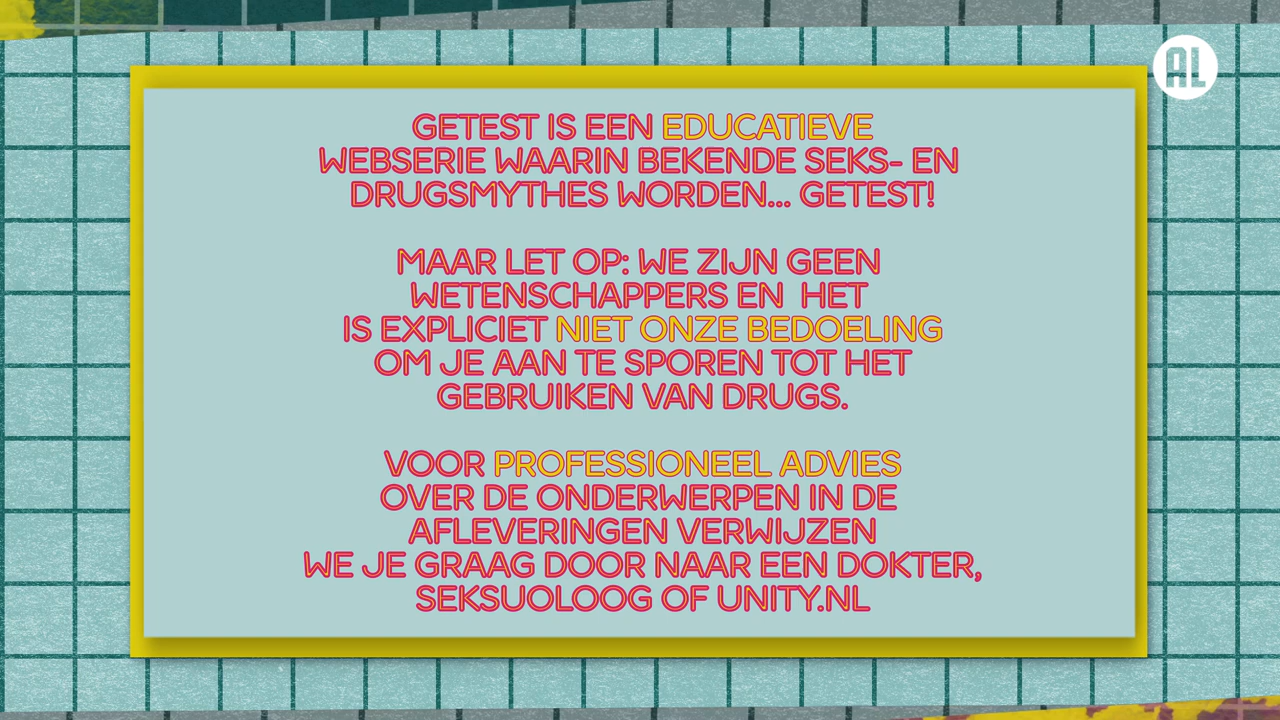 AL
GETEST IS EEN EDUCATIEVE
WEBSERIE WAARIN BEKENDE SEKS- EN
DRUGSMYTHES WORDEN... GETEST!
MAAR LET OP: WE ZIJN GEEN
WETENSCHAPPERS EN HET
IS EXPLICIET NIET ONZE BEDOELING
OM JE AAN TE SPOREN TOT HET
GEBRUIKEN VAN DRUGS.
VOOR PROFESSIONEEL ADVIES
OVER DE ONDERWERPEN IN DE
AFLEVERINGEN VERWIJZEN
WE JE GRAAG DOOR NAAR EEN DOKTER,
SEKSUOLOOG OF UNITY.NL